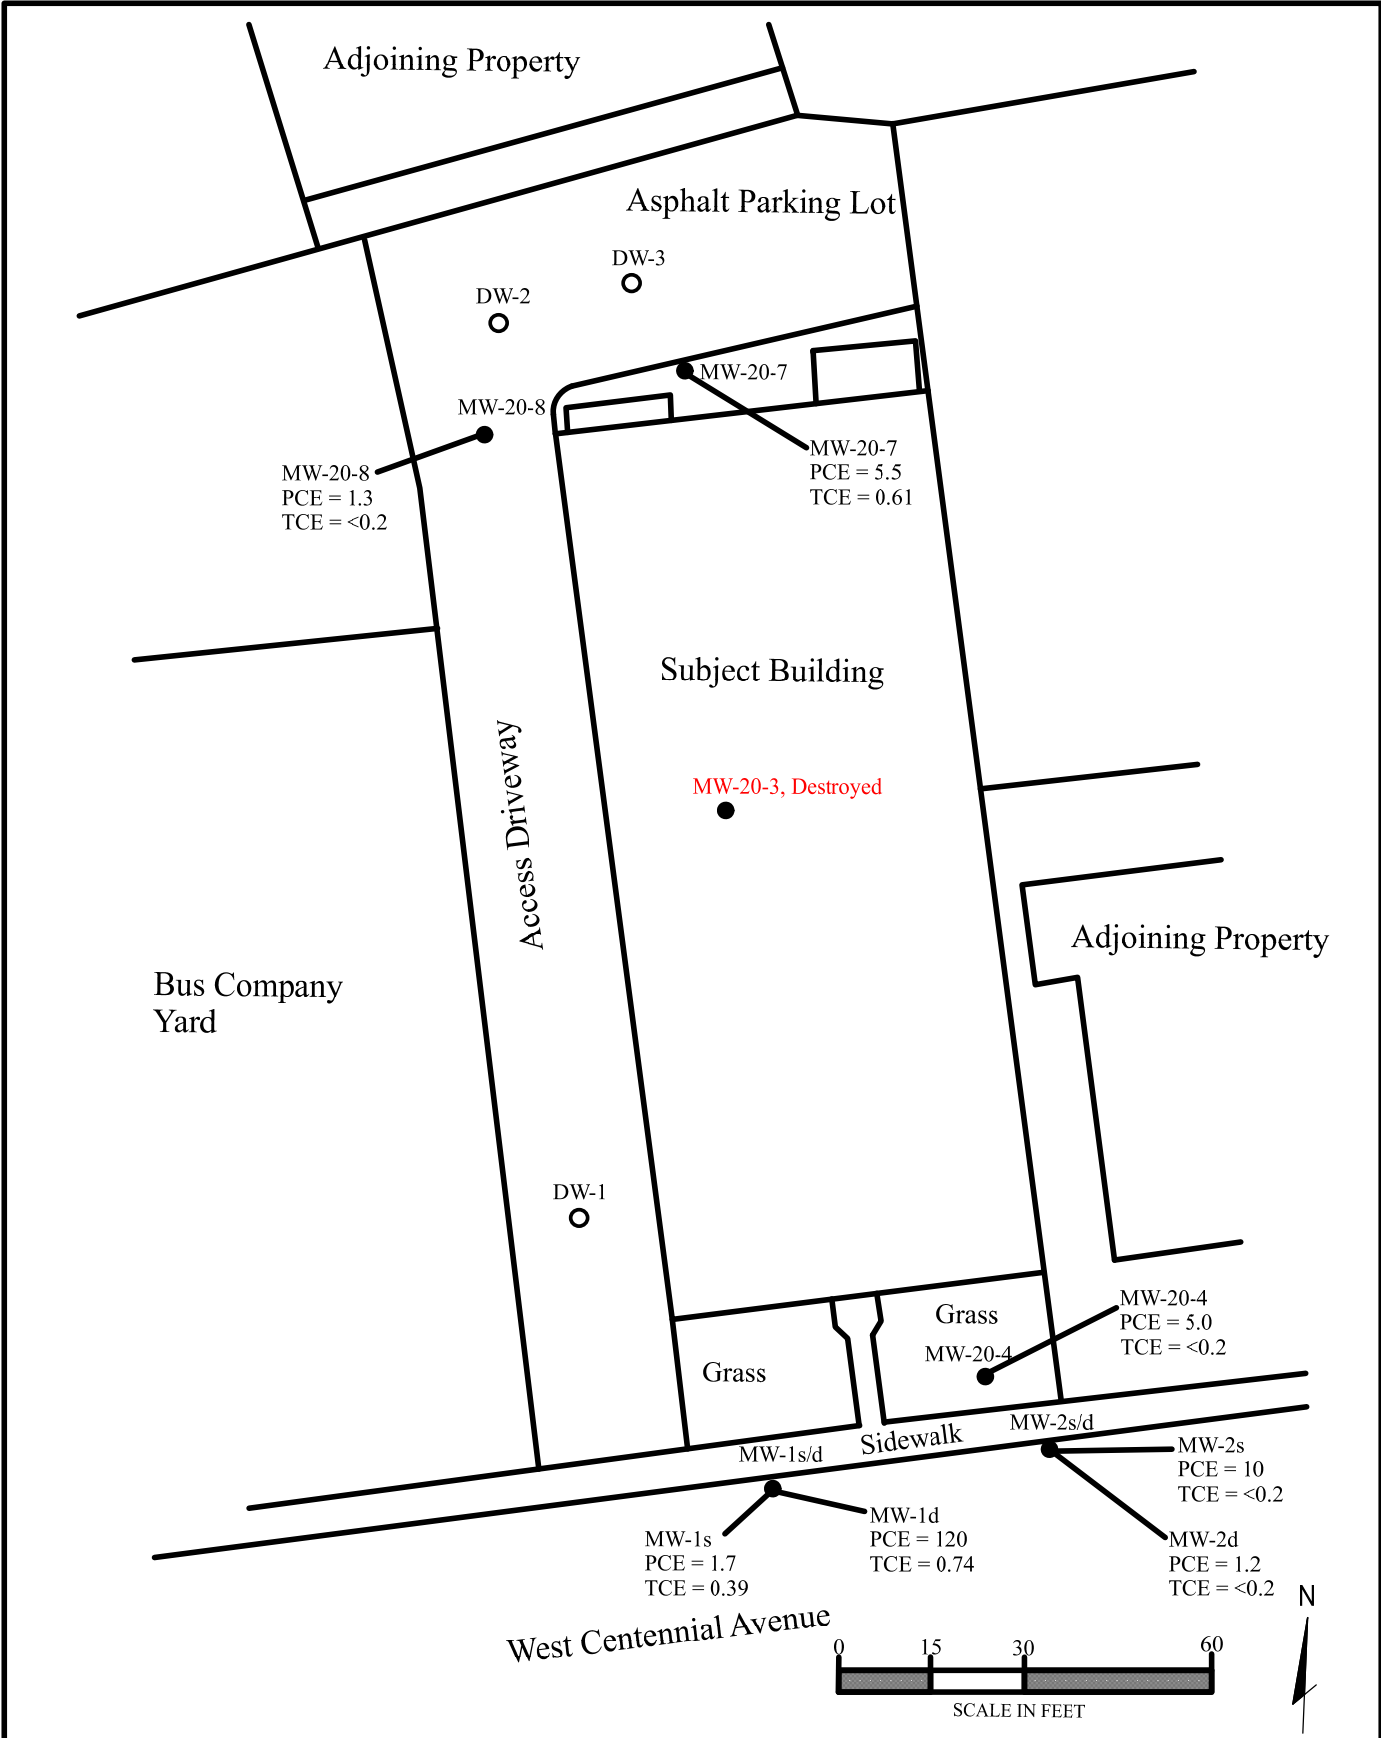 Adjoining Property
Asphalt Parking Lot
DW-3
DW-2
MW-20-7
MW-20-8
MW-20-7
PCE = 5.5
TCE = 0.61
MW-20-8
PCE = 1.3
TCE = <0.2
Subject Building
Access Driveway
MW-20-3, Destroyed
Adjoining Property
Bus Company
Yard
DW-1
Grass
MW-20-4
PCE = 5.0
TCE = <0.2
MW-20-4
Grass
MW-2s/d
Sidewalk
MW-1s/d
MW-2s
PCE = 10
TCE = <0.2
MW-1d
PCE = 120
TCE = 0.74
MW-1s
PCE = 1.7
TCE = 0.39
MW-2d
PCE = 1.2
TCE = <0.2
N
West Centennial Avenue
0 15 30 60
SCALE IN FEET